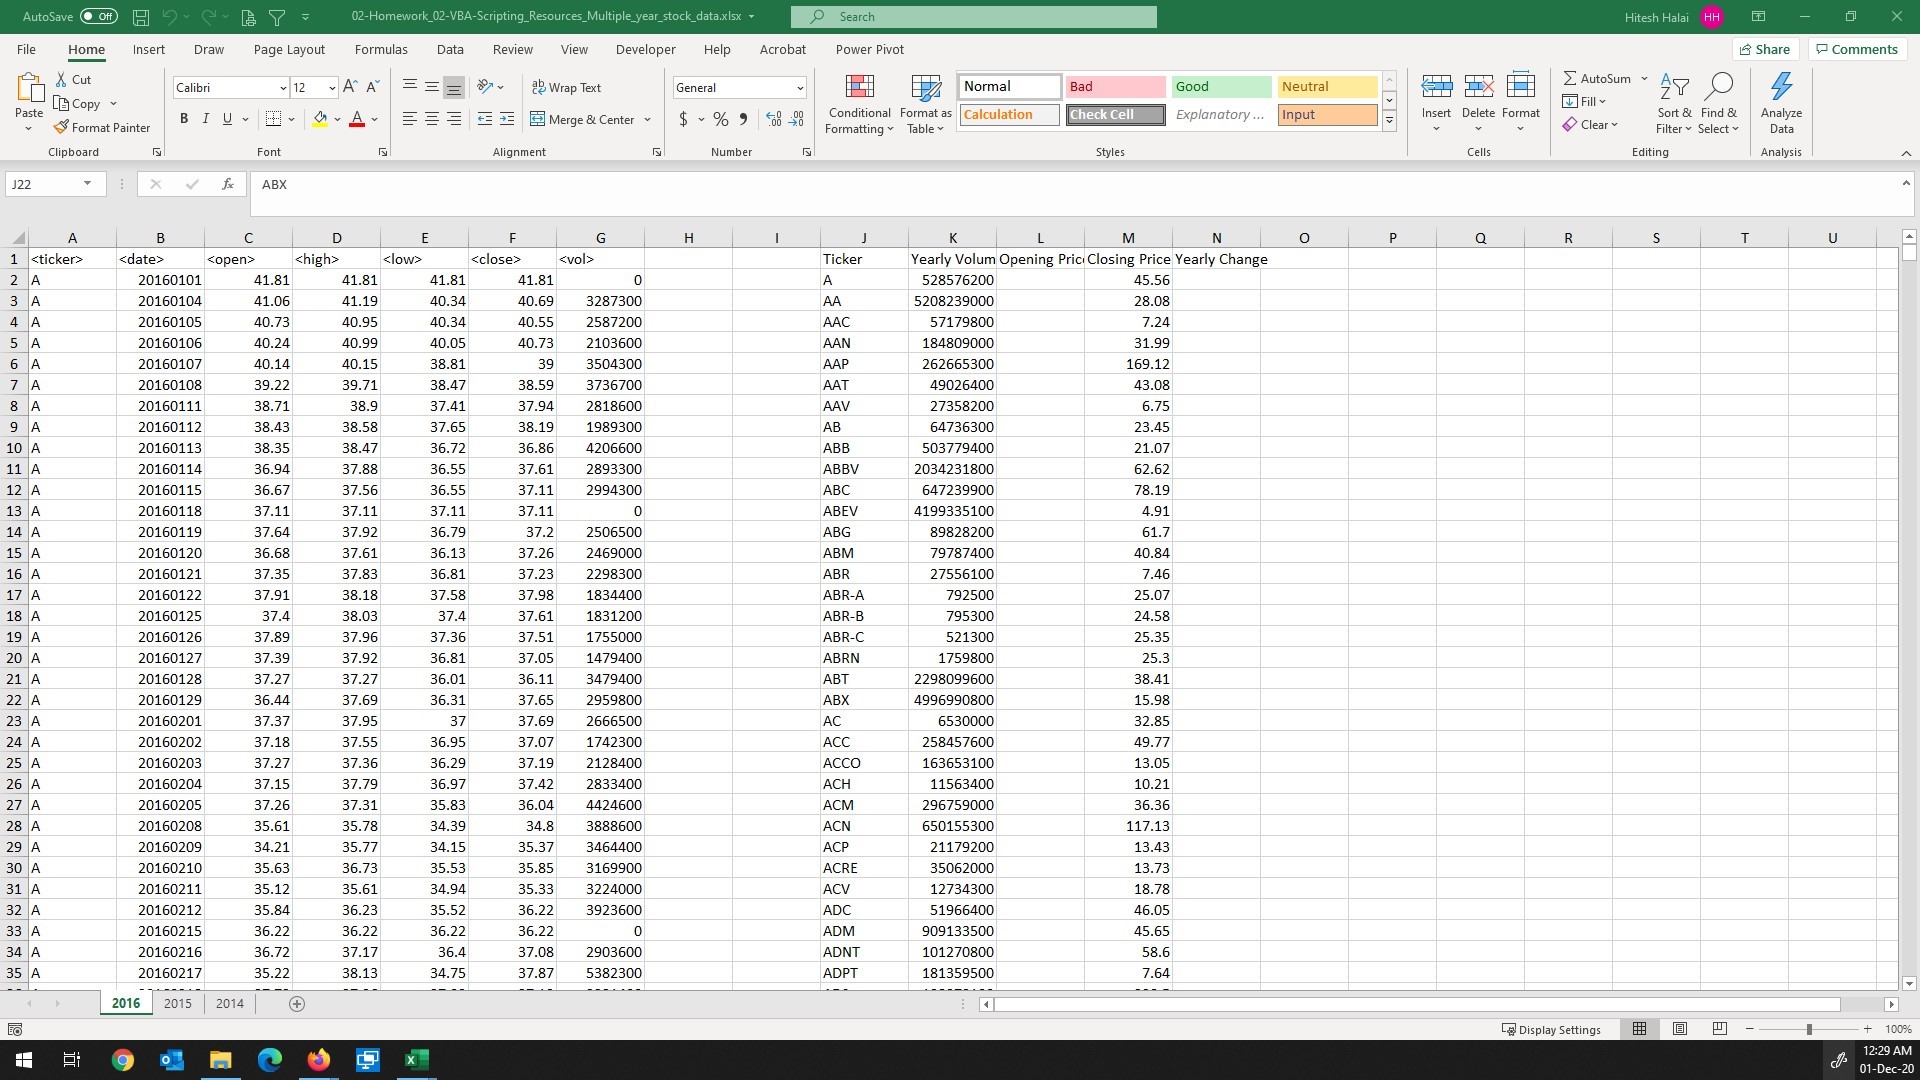 AutoSave Off 02-Homework_02-VBA-Scripting_Resources_Multiple_year_stock_data.xlsx Search Hitesh Halai HH
File Home Insert Draw Page Layout Formulas Data Review View Developer Help Acrobat Power Pivot Share Comments
Cut Calibri 12 Wrap Text General Normal Bad Good Neutral AutoSum
Paste Copy Conditional Formatting Format as Table Insert Delete Format Fill Sort & Filter Find & Select Analyze Data
Format Painter B I U Merge & Center $ % Calculation Check Cell Explanatory ... Input Clear
Clipboard Font Alignment Number Styles Cells Editing Analysis
J22 fx ABX
A B C D E F G H I J K L M N O P Q R S T U
1 <ticker> <date> <open> <high> <low> <close> <vol> Ticker Yearly Volum Opening Pric Closing Price Yearly Change
2 A 20160101 41.81 41.81 41.81 41.81 0 A 528576200 45.56
3 A 20160104 41.06 41.19 40.34 40.69 3287300 AA 5208239000 28.08
4 A 20160105 40.73 40.95 40.34 40.55 2587200 AAC 57179800 7.24
5 A 20160106 40.24 40.99 40.05 40.73 2103600 AAN 184809000 31.99
6 A 20160107 40.14 40.15 38.81 39 3504300 AAP 262665300 169.12
7 A 20160108 39.22 39.71 38.47 38.59 3736700 AAT 49026400 43.08
8 A 20160111 38.71 38.9 37.41 37.94 2818600 AAV 27358200 6.75
9 A 20160112 38.43 38.58 37.65 38.19 1989300 AB 64736300 23.45
10 A 20160113 38.35 38.47 36.72 36.86 4206600 ABB 503779400 21.07
11 A 20160114 36.94 37.88 36.55 37.61 2893300 ABBV 2034231800 62.62
12 A 20160115 36.67 37.56 36.55 37.11 2994300 ABC 647239900 78.19
13 A 20160118 37.11 37.11 37.11 37.11 0 ABEV 4199335100 4.91
14 A 20160119 37.64 37.92 36.79 37.2 2506500 ABG 89828200 61.7
15 A 20160120 36.68 37.61 36.13 37.26 2469000 ABM 79787400 40.84
16 A 20160121 37.35 37.83 36.81 37.23 2298300 ABR 27556100 7.46
17 A 20160122 37.91 38.18 37.58 37.98 1834400 ABR-A 792500 25.07
18 A 20160125 37.4 38.03 37.4 37.61 1831200 ABR-B 795300 24.58
19 A 20160126 37.89 37.96 37.36 37.51 1755000 ABR-C 521300 25.35
20 A 20160127 37.39 37.92 36.81 37.05 1479400 ABRN 1759800 25.3
21 A 20160128 37.27 37.27 36.01 36.11 3479400 ABT 2298099600 38.41
22 A 20160129 36.44 37.69 36.31 37.65 2959800 ABX 4996990800 15.98
23 A 20160201 37.37 37.95 37 37.69 2666500 AC 6530000 32.85
24 A 20160202 37.18 37.55 36.95 37.07 1742300 ACC 258457600 49.77
25 A 20160203 37.27 37.36 36.29 37.19 2128400 ACCO 163653100 13.05
26 A 20160204 37.15 37.79 36.97 37.42 2833400 ACH 11563400 10.21
27 A 20160205 37.26 37.31 35.83 36.04 4424600 ACM 296759000 36.36
28 A 20160208 35.61 35.78 34.39 34.8 3888600 ACN 650155300 117.13
29 A 20160209 34.21 35.77 34.15 35.37 3464400 ACP 21179200 13.43
30 A 20160210 35.63 36.73 35.53 35.85 3169900 ACRE 35062000 13.73
31 A 20160211 35.12 35.61 34.94 35.33 3224000 ACV 12734300 18.78
32 A 20160212 35.84 36.23 35.52 36.22 3923600 ADC 51966400 46.05
33 A 20160215 36.22 36.22 36.22 36.22 0 ADM 909133500 45.65
34 A 20160216 36.72 37.17 36.4 37.08 2903600 ADNT 101270800 58.6
35 A 20160217 35.22 38.13 34.75 37.87 5382300 ADPT 181359500 7.64
2016 2015 2014
Display Settings 100%
12:29 AM
01-Dec-20